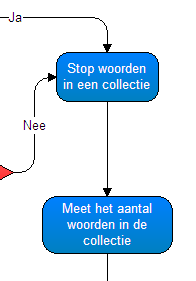 Ja
Stop woorden
in een collectie
Nee
Meet het aantal
woorden in de
collectie